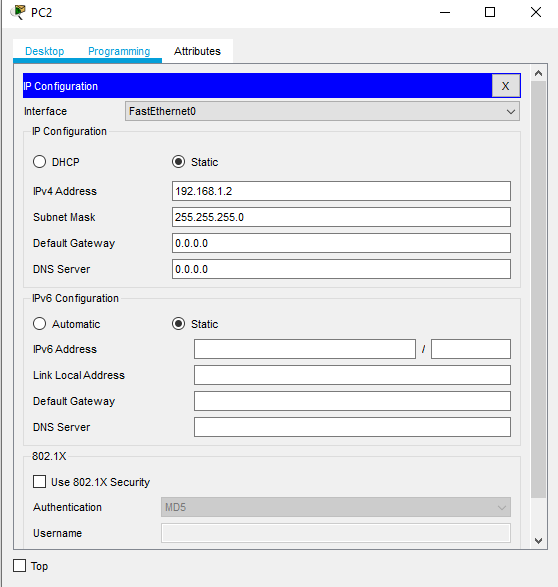 PC2
Desktop Programming Attributes
IP Configuration X
Interface FastEthernet0
IP Configuration
DHCP Static
IPv4 Address 192.168.1.2
Subnet Mask 255.255.255.0
Default Gateway 0.0.0.0
DNS Server 0.0.0.0
IPv6 Configuration
Automatic Static
IPv6 Address /
Link Local Address
Default Gateway
DNS Server
802.1X
Use 802.1X Security
Authentication MD5
Username
Top